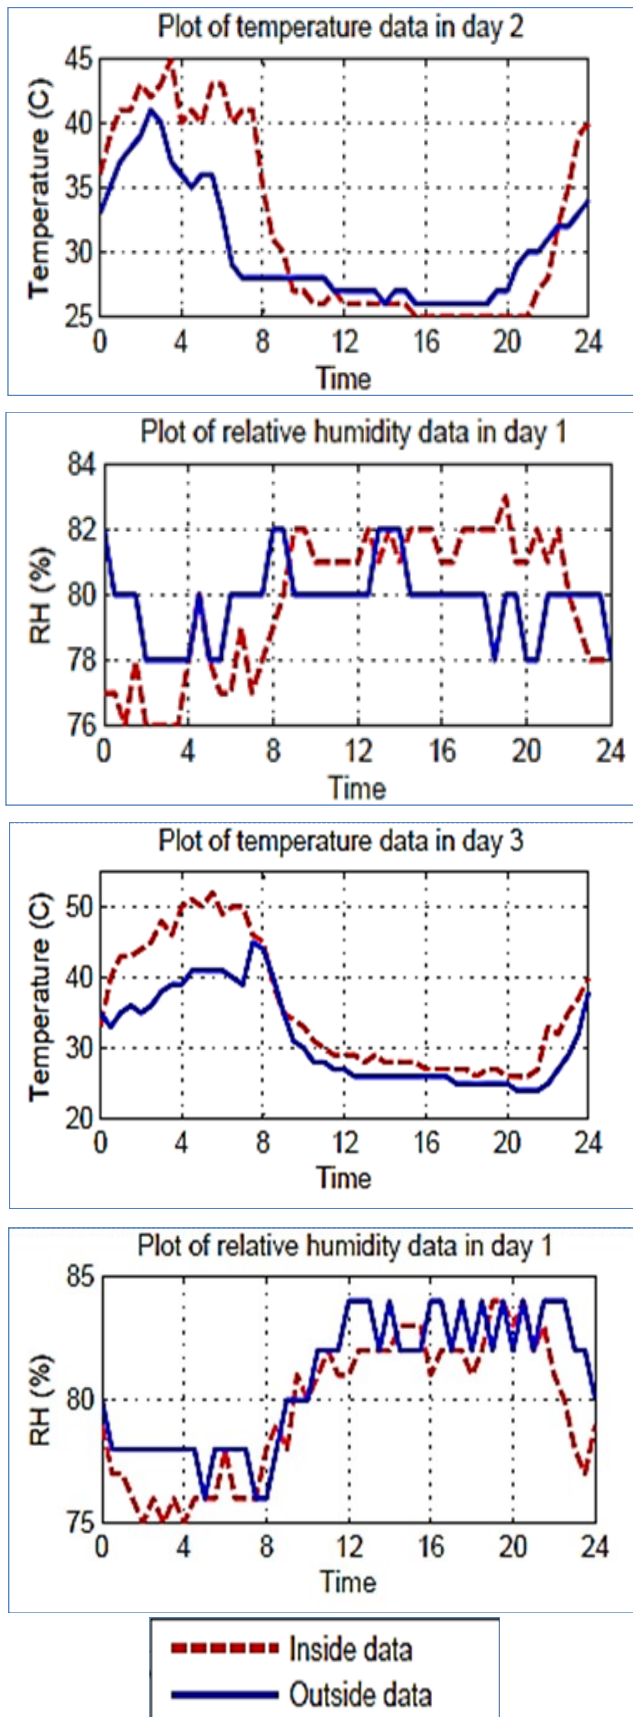 Plot of temperature data in day 2
Temperature (C)
45
40
35
30
25
0 4 8 12 16 20 24
Time
Plot of relative humidity data in day 1
RH (%)
84
82
80
78
76
0 4 8 12 16 20 24
Time
Plot of temperature data in day 3
Temperature (C)
50
40
30
20
0 4 8 12 16 20 24
Time
Plot of relative humidity data in day 1
RH (%)
85
80
75
0 4 8 12 16 20 24
Time
Inside data
Outside data